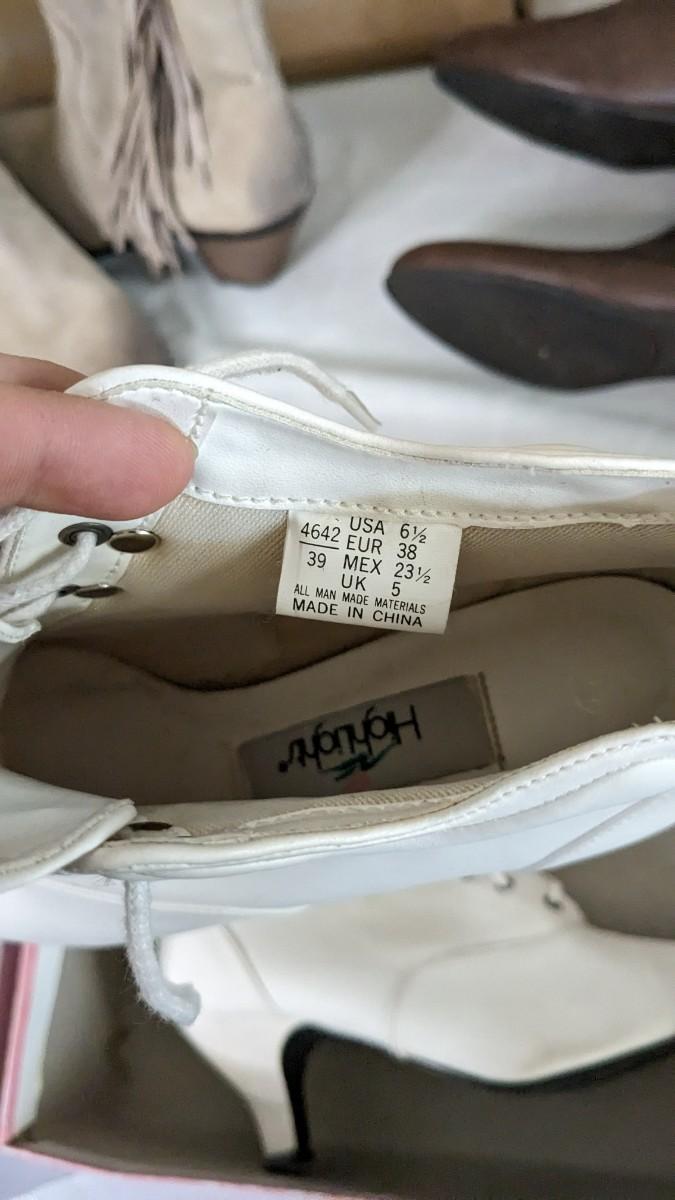 4642 USA 6½
39 EUR 38
MEX 23½
UK 5
ALL MAN MADE MATERIALS
MADE IN CHINA
HighLights®